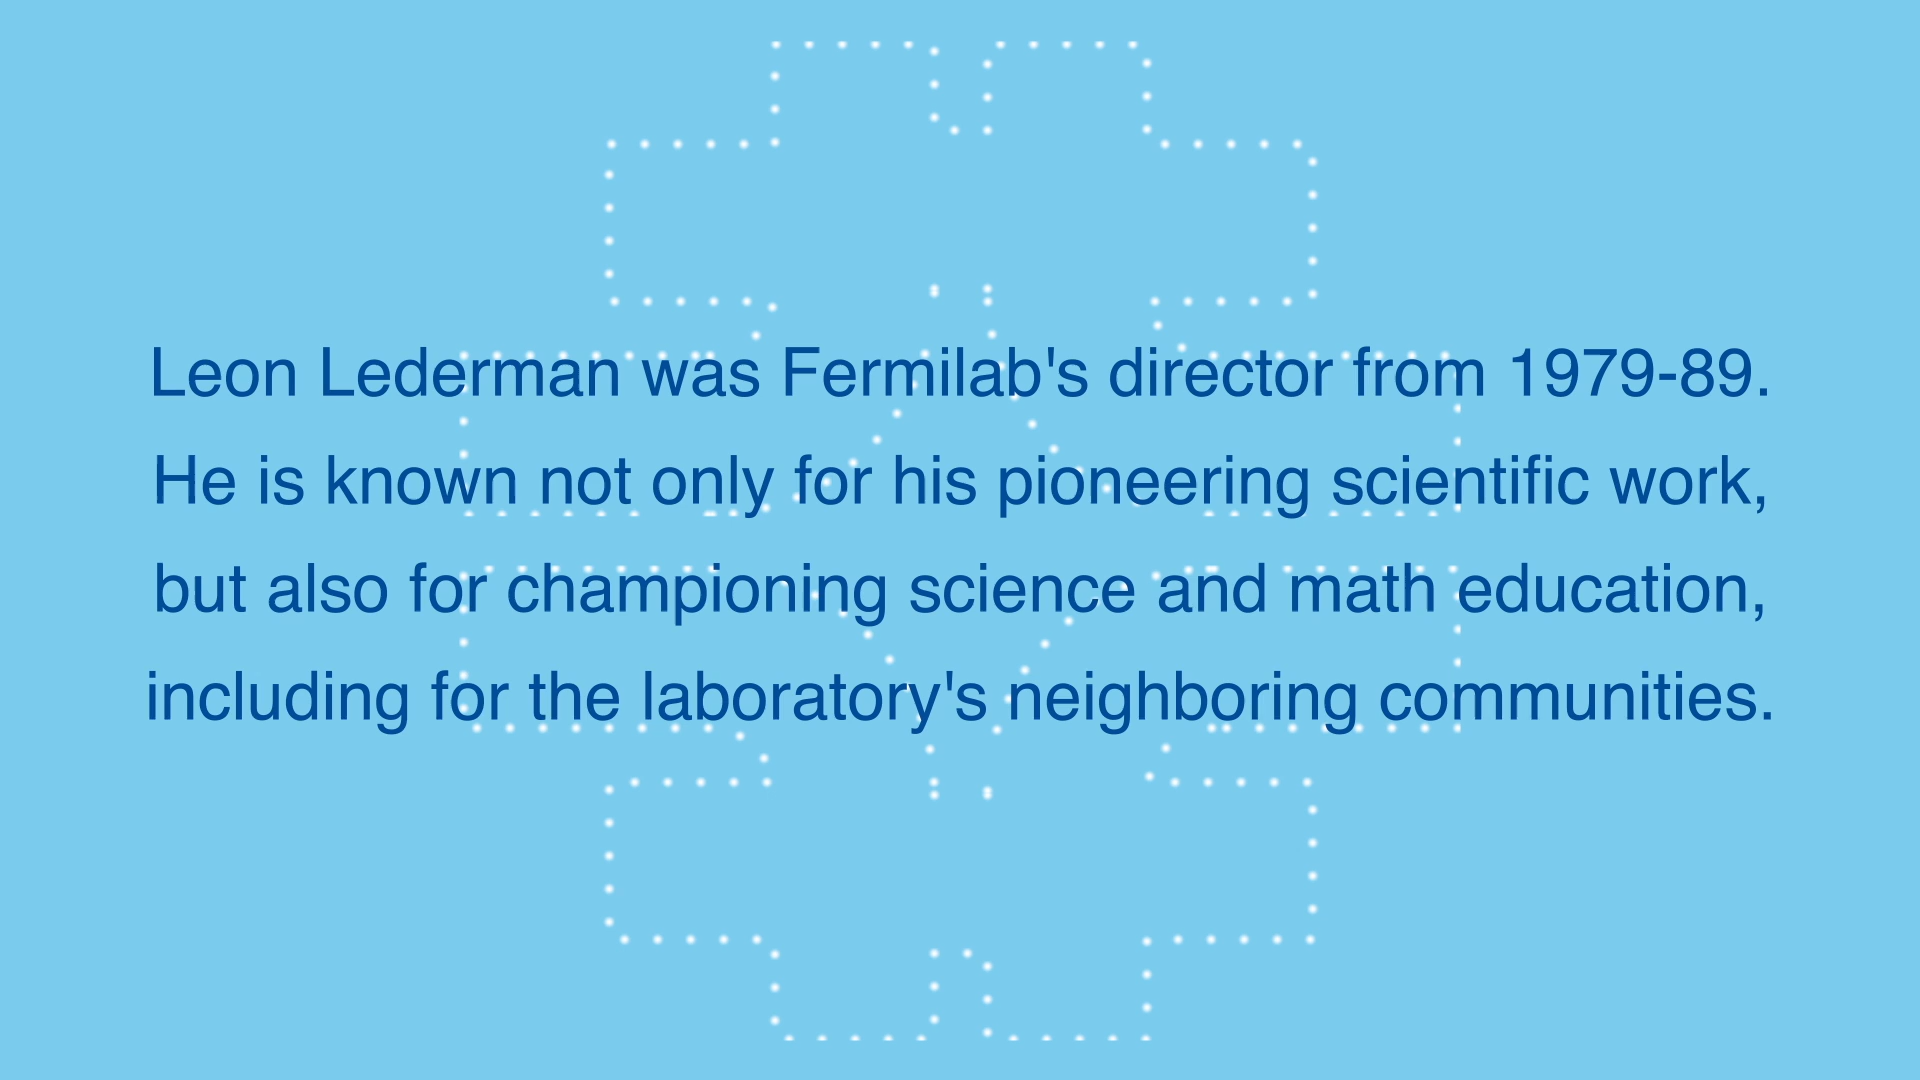 Leon Lederman was Fermilab's director from 1979-89.
He is known not only for his pioneering scientific work,
but also for championing science and math education,
including for the laboratory's neighboring communities.